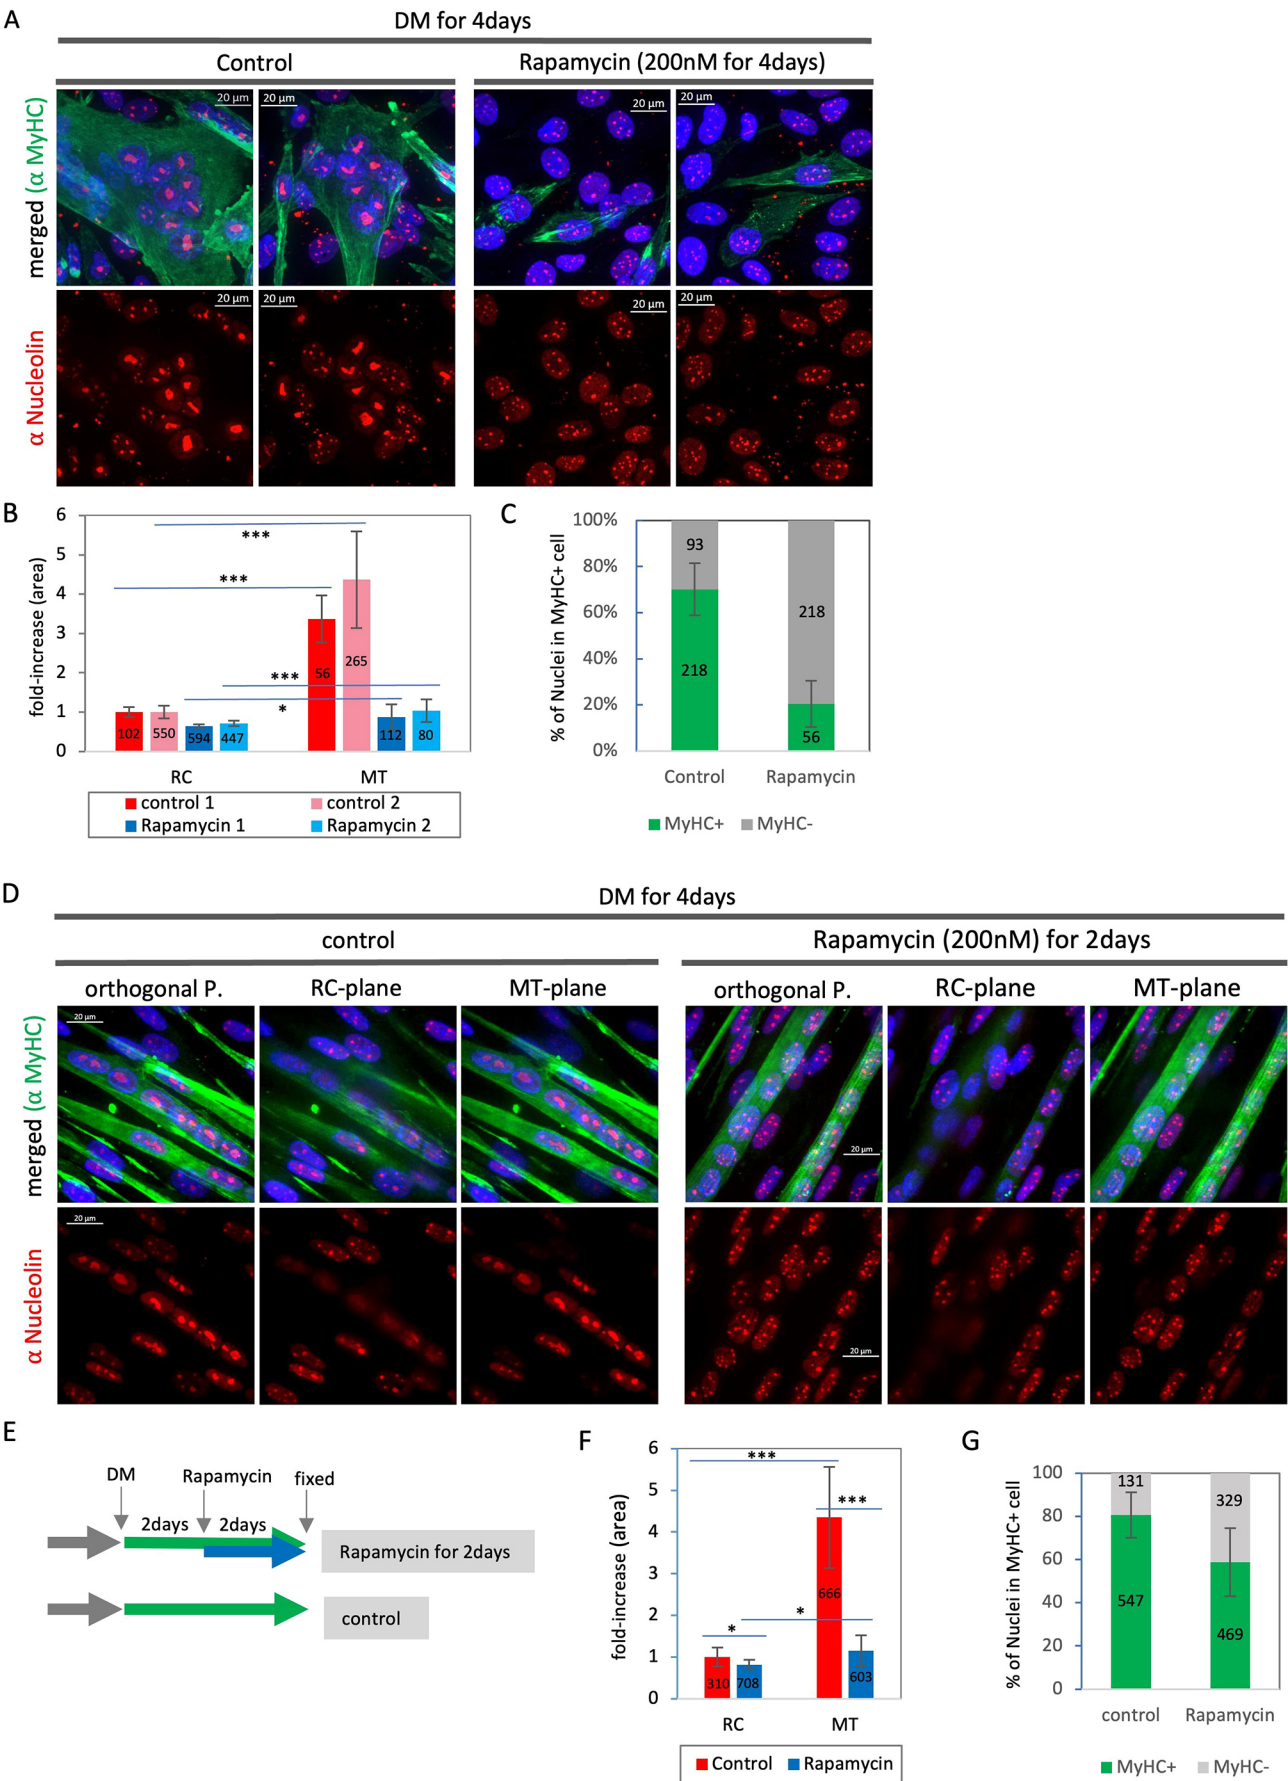 A
DM for 4days
Control
Rapamycin (200nM for 4days)
merged (α MyHC)
20 µm
20 µm
20 µm
20 µm
α Nucleolin
20 µm
20 µm
20 µm
20 µm
B
fold-increase (area)
6
5
4
3
2
1
0
***
***
***
*
102
550
594
447
56
265
112
80
RC
MT
control 1
control 2
Rapamycin 1
Rapamycin 2
C
% of Nuclei in MyHC+ cell
100%
80%
60%
40%
20%
0%
93
218
218
56
Control
Rapamycin
MyHC+
MyHC-
D
DM for 4days
control
Rapamycin (200nM) for 2days
orthogonal P.
RC-plane
MT-plane
orthogonal P.
RC-plane
MT-plane
merged (α MyHC)
20 µm
20 µm
α Nucleolin
20 µm
20 µm
E
DM
Rapamycin
fixed
2days
2days
Rapamycin for 2days
control
F
fold-increase (area)
6
5
4
3
2
1
0
***
***
*
*
310
708
666
603
RC
MT
Control
Rapamycin
G
% of Nuclei in MyHC+ cell
100
80
60
40
20
0
131
547
329
469
control
Rapamycin
MyHC+
MyHC-